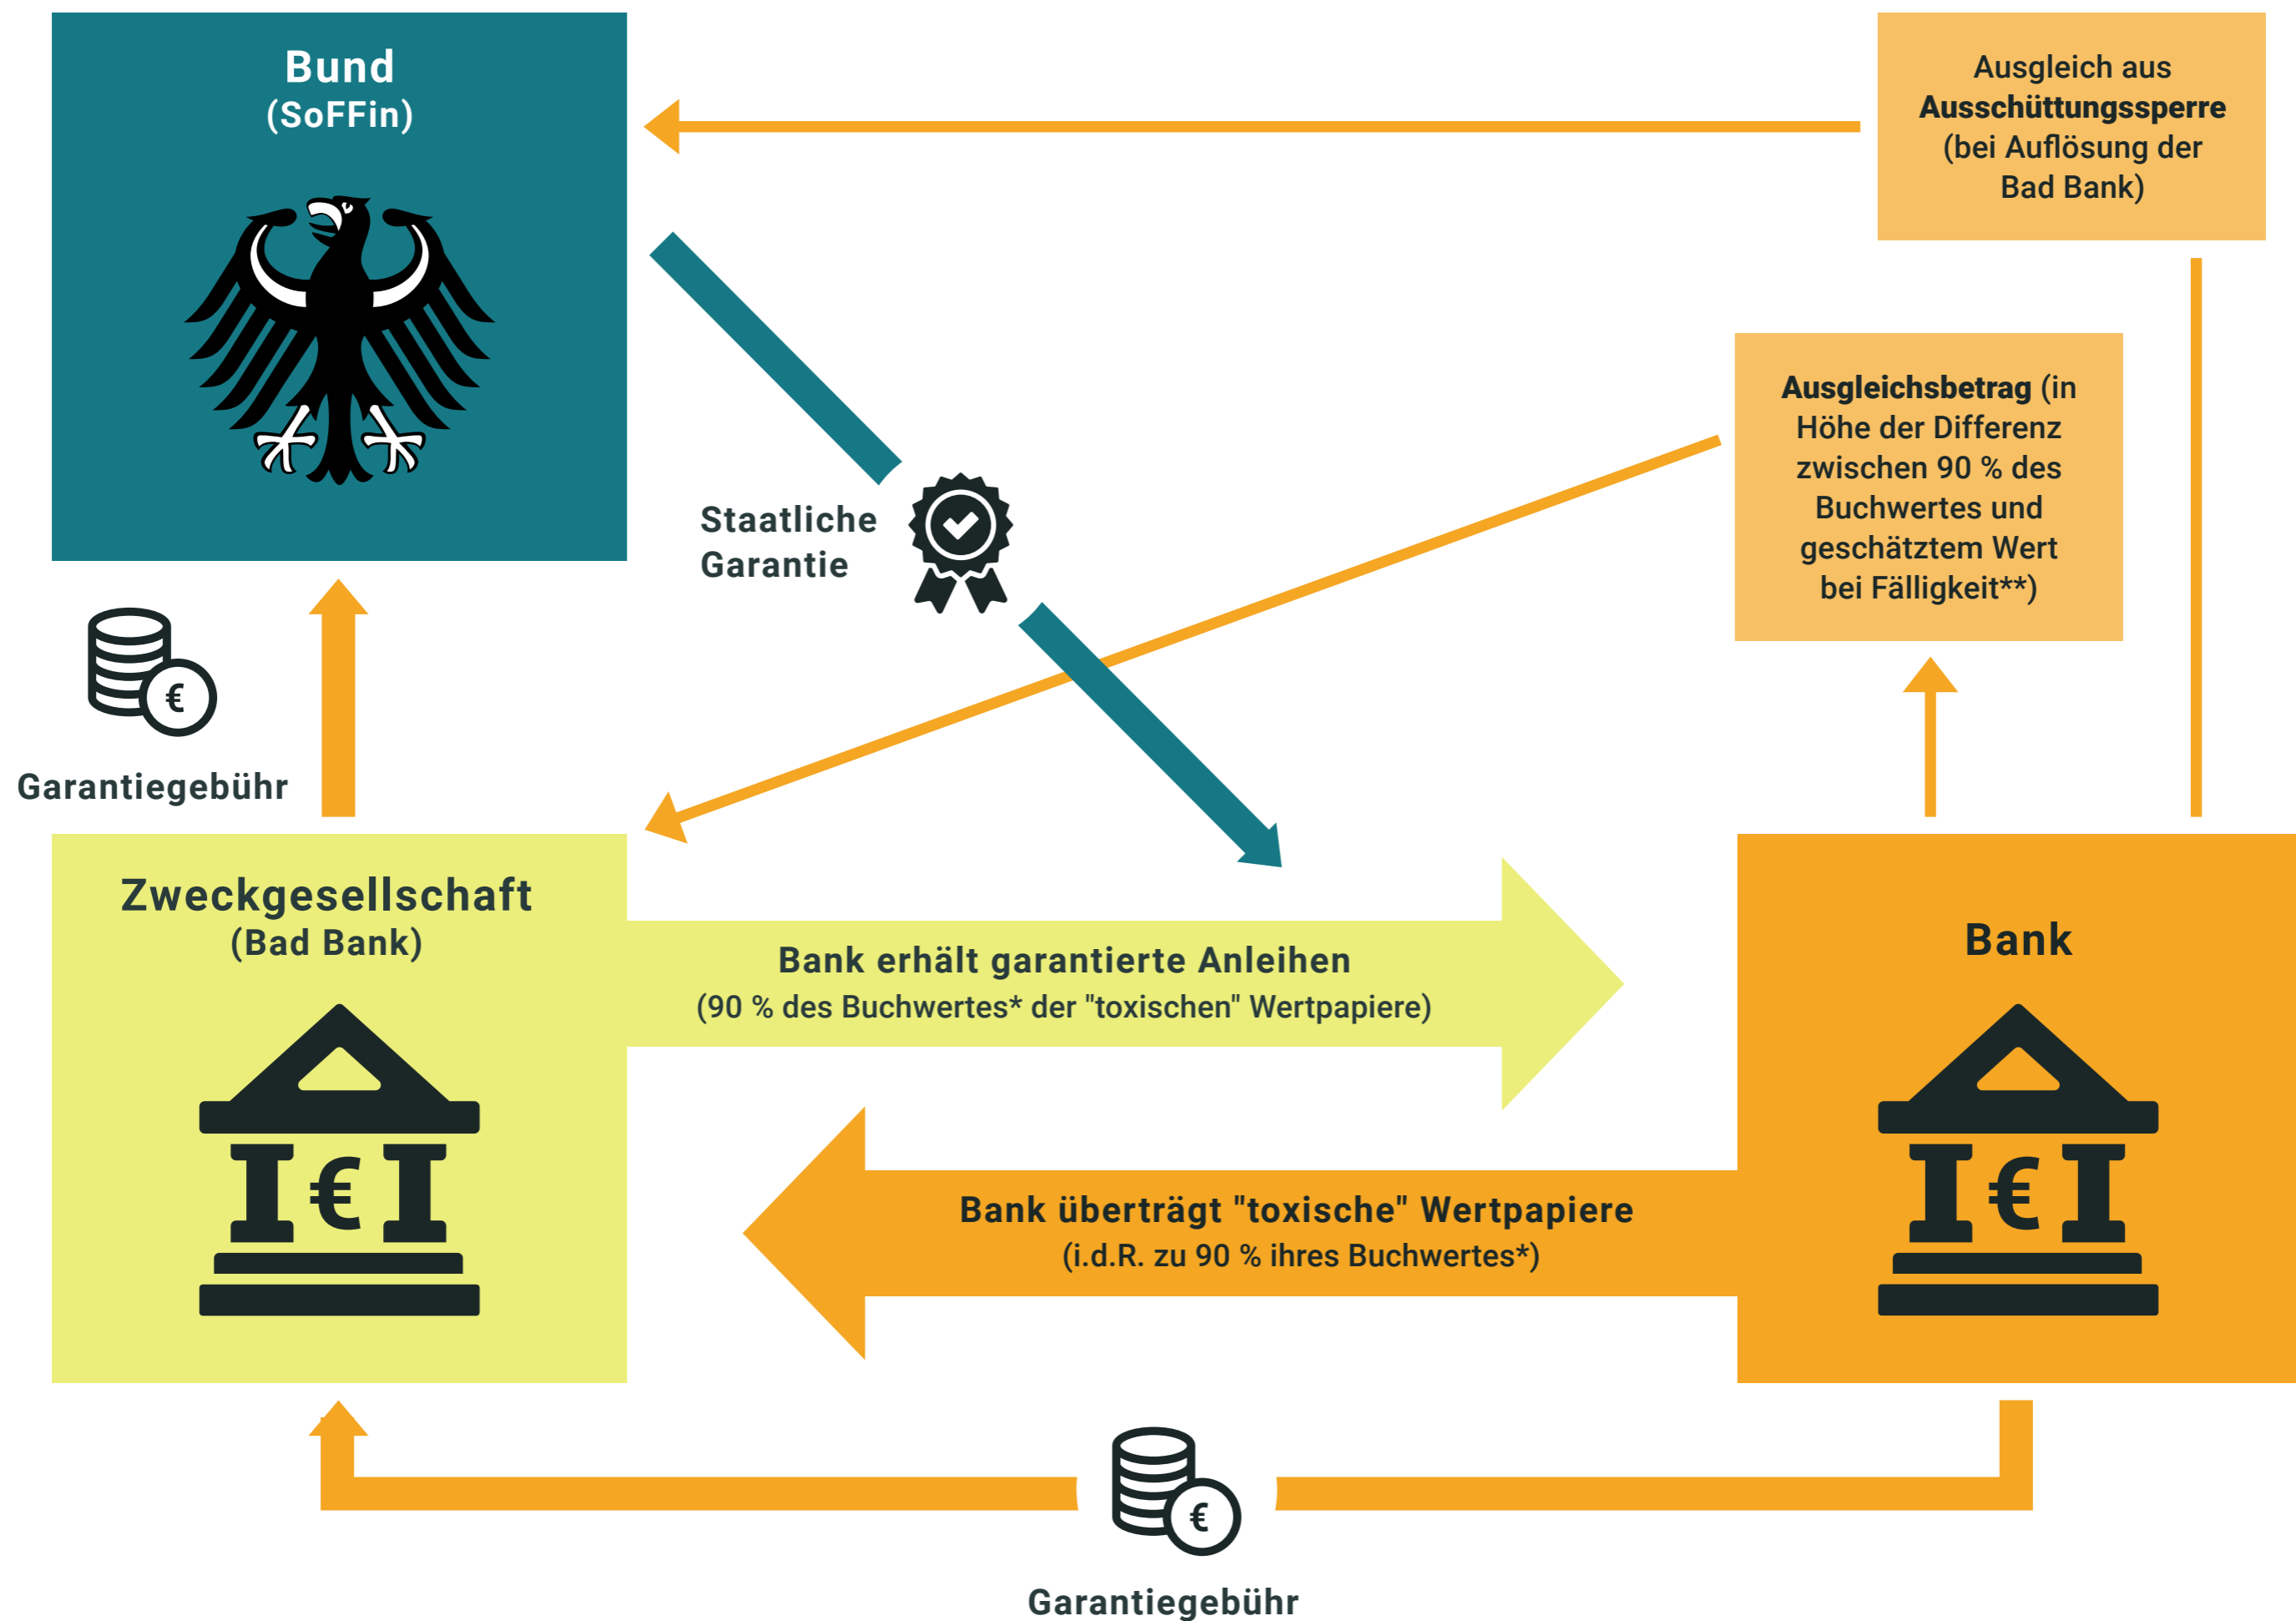 Bund
(SoFFin)
Ausgleich aus
Ausschüttungssperre
(bei Auflösung der
Bad Bank)
Ausgleichsbetrag (in
Höhe der Differenz
zwischen 90 % des
Buchwertes und
geschätztem Wert
bei Fälligkeit**)
Staatliche
Garantie
€
Garantiegebühr
Zweckgesellschaft
(Bad Bank)
€
Bank erhält garantierte Anleihen
(90 % des Buchwertes* der "toxischen" Wertpapiere)
Bank überträgt "toxische" Wertpapiere
(i.d.R. zu 90 % ihres Buchwertes*)
Bank
€
€
Garantiegebühr